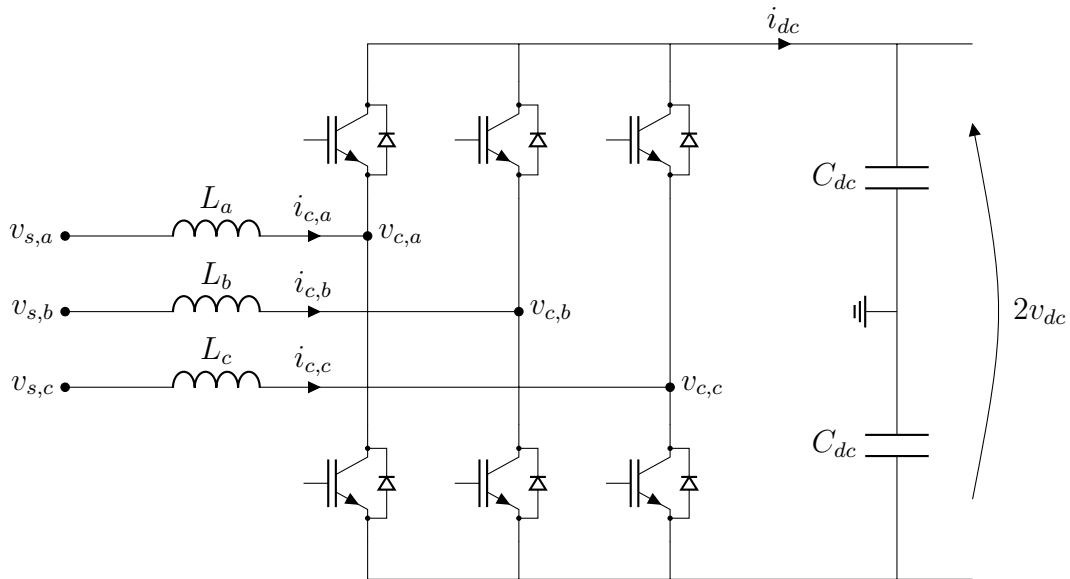 i_{dc}
C_{dc}
L_a
i_{c,a}
v_{s,a}
v_{c,a}
L_b
i_{c,b}
v_{s,b}
v_{c,b}
2v_{dc}
L_c
i_{c,c}
v_{s,c}
v_{c,c}
C_{dc}